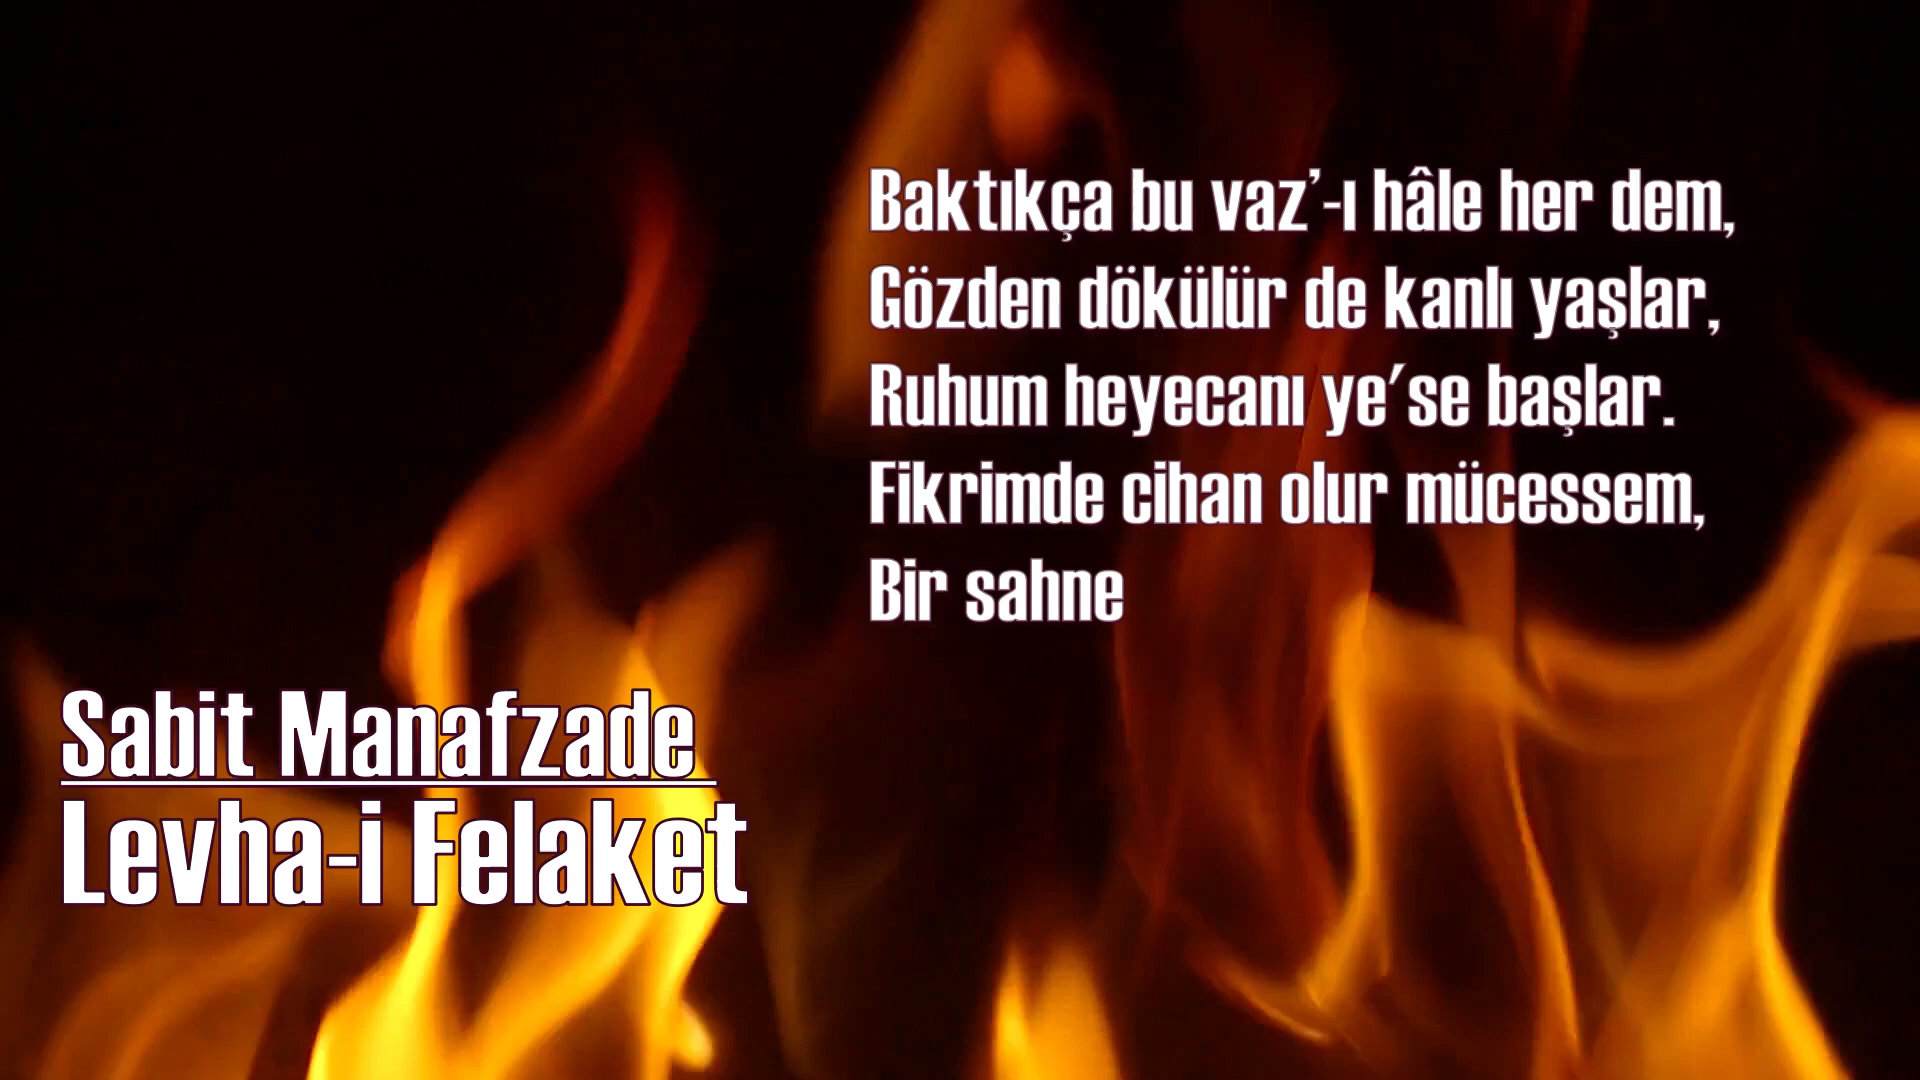 Baktıkça bu vaz’-ı hâle her dem,
Gözden dökülür de kanlı yaşlar,
Ruhum heyecanı ye'se başlar.
Fikrimde cihan olur mücessem,
Bir sahne
Sabit Manafzade
Levha-i Felaket